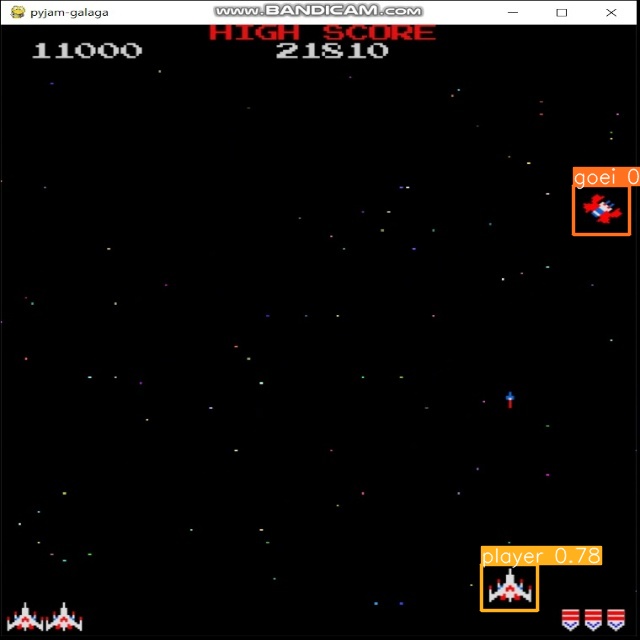 pyjam-galaga
www.BANDICAM.com
HIGH SCORE
11000 21810
goei 0
player 0.78